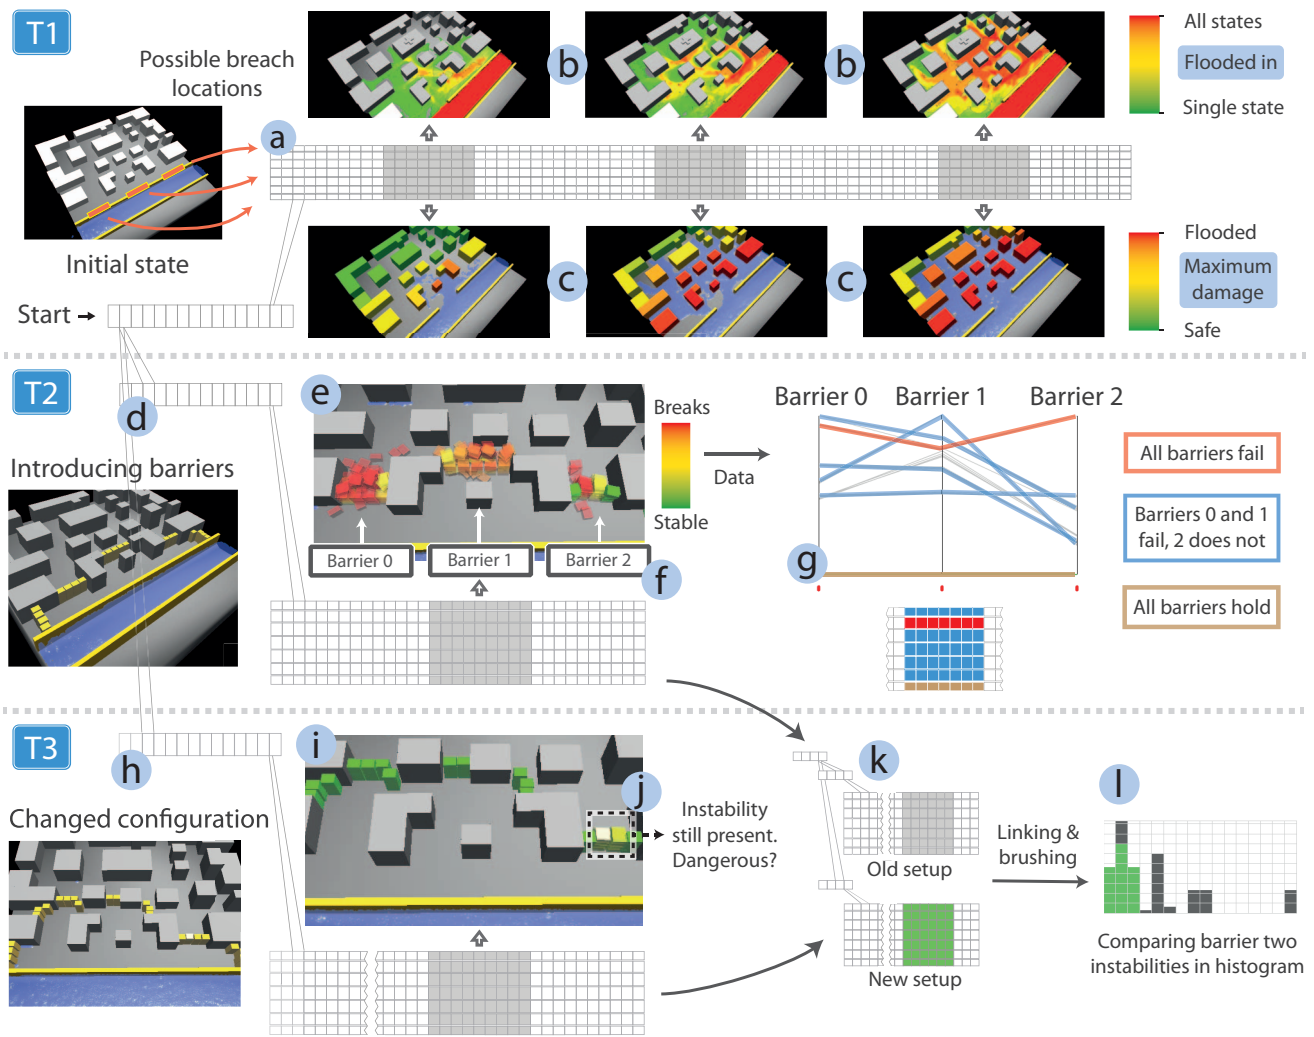 T1
Possible breach
locations
a
b
b
All states
Flooded in
Single state
Initial state
c
c
Flooded
Maximum
damage
Safe
Start
T2
d
Introducing barriers
e
Breaks
Stable
Data
Barrier 0
Barrier 1
Barrier 2
f
Barrier 0
Barrier 1
Barrier 2
g
All barriers fail
Barriers 0 and 1
fail, 2 does not
All barriers hold
T3
h
Changed configuration
i
j
Instability
still present.
Dangerous?
k
Old setup
New setup
Linking &
brushing
l
Comparing barrier two
instabilities in histogram